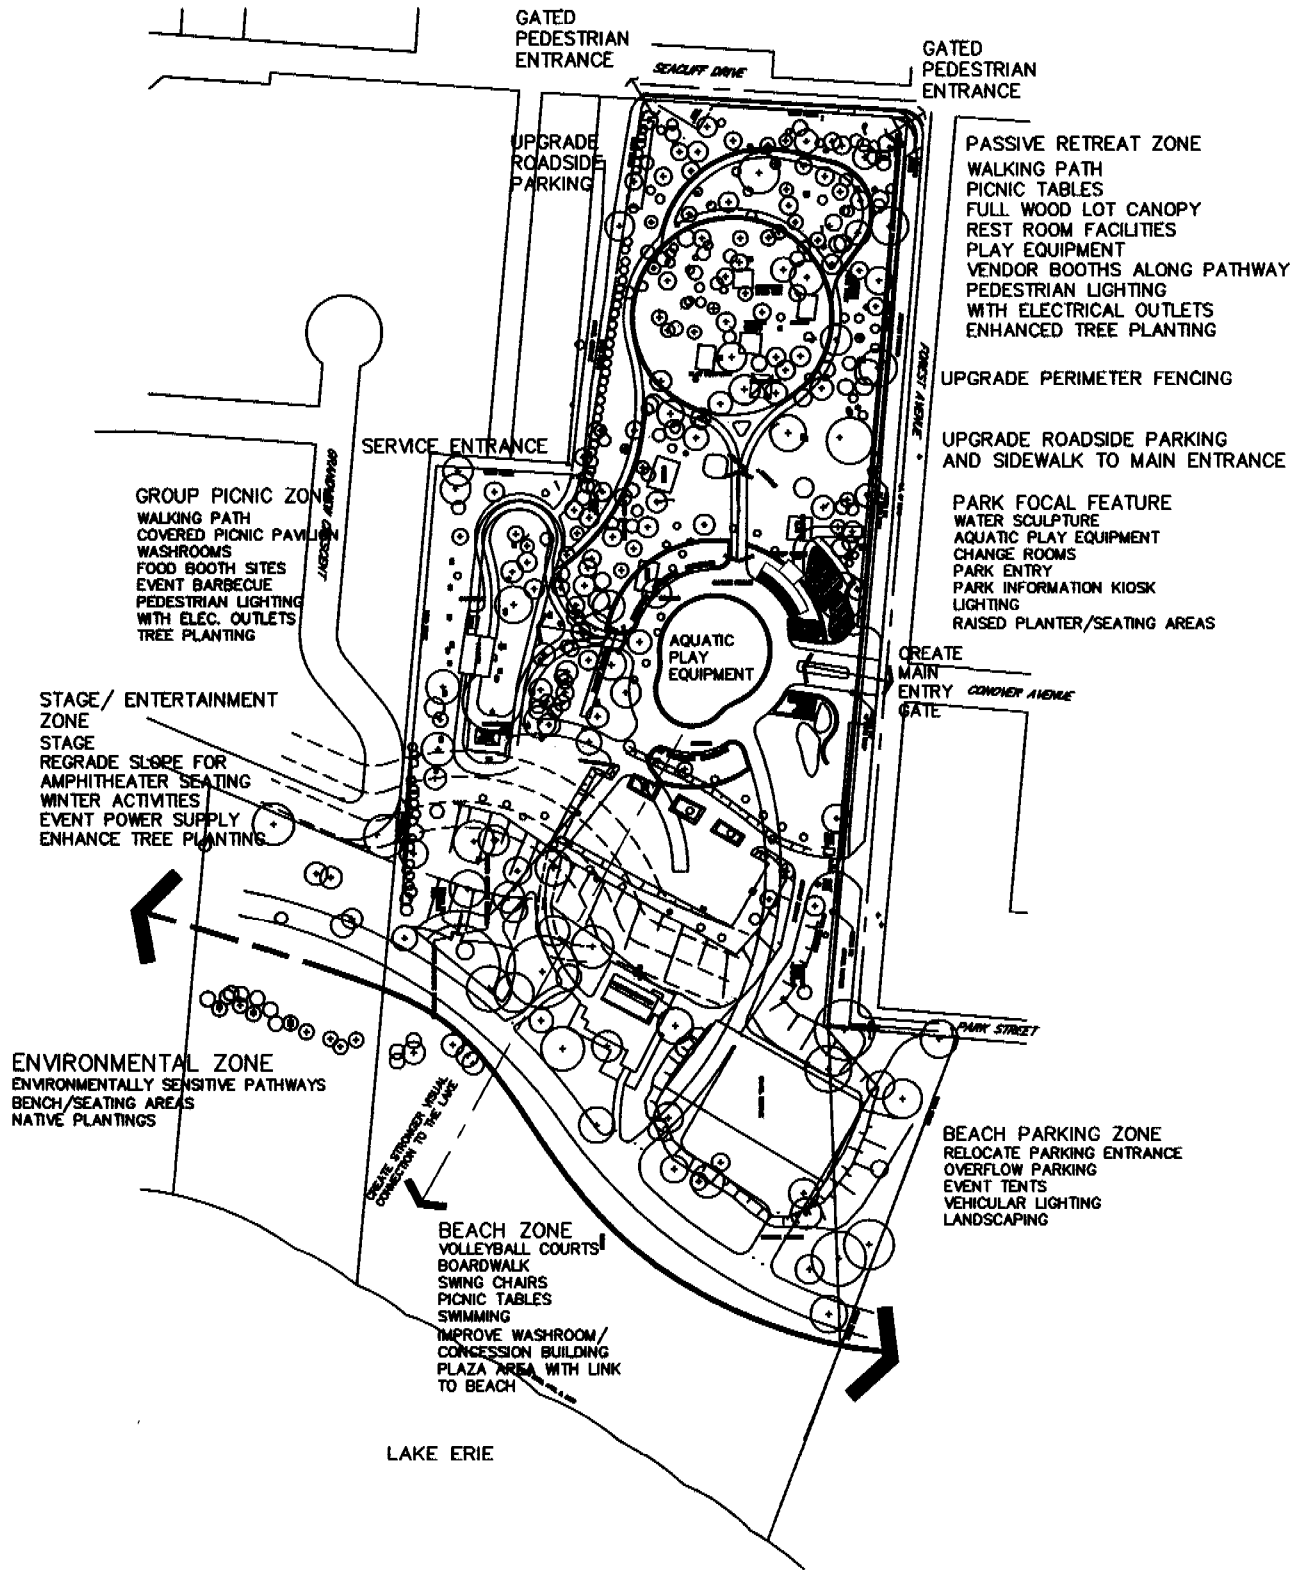 GATED
PEDESTRIAN
ENTRANCE
SEACLIFF DRIVE
GATED
PEDESTRIAN
ENTRANCE
UPGRADE
ROADSIDE
PARKING
PASSIVE RETREAT ZONE
WALKING PATH
PICNIC TABLES
FULL WOOD LOT CANOPY
REST ROOM FACILITIES
PLAY EQUIPMENT
VENDOR BOOTHS ALONG PATHWAY
PEDESTRIAN LIGHTING
WITH ELECTRICAL OUTLETS
ENHANCED TREE PLANTING
UPGRADE PERIMETER FENCING
FOREST AVENUE
UPGRADE ROADSIDE PARKING
AND SIDEWALK TO MAIN ENTRANCE
SERVICE ENTRANCE
GRANDVIEW CRESCENT
GROUP PICNIC ZONE
WALKING PATH
COVERED PICNIC PAVILION
WASHROOMS
FOOD BOOTH SITES
EVENT BARBECUE
PEDESTRIAN LIGHTING
WITH ELEC. OUTLETS
TREE PLANTING
PARK FOCAL FEATURE
WATER SCULPTURE
AQUATIC PLAY EQUIPMENT
CHANGE ROOMS
PARK ENTRY
PARK INFORMATION KIOSK
LIGHTING
RAISED PLANTER/SEATING AREAS
AQUATIC
PLAY
EQUIPMENT
CREATE
MAIN
ENTRY
GATE
CONOVER AVENUE
STAGE/ ENTERTAINMENT
ZONE
STAGE
REGRADE SLOPE FOR
AMPHITHEATER SEATING
WINTER ACTIVITIES
EVENT POWER SUPPLY
ENHANCE TREE PLANTING
PARK STREET
ENVIRONMENTAL ZONE
ENVIRONMENTALLY SENSITIVE PATHWAYS
BENCH/SEATING AREAS
NATIVE PLANTINGS
CREATE STRONGER VISUAL
CONNECTION TO THE LAKE
BEACH PARKING ZONE
RELOCATE PARKING ENTRANCE
OVERFLOW PARKING
EVENT TENTS
VEHICULAR LIGHTING
LANDSCAPING
BEACH ZONE
VOLLEYBALL COURTS
BOARDWALK
SWING CHAIRS
PICNIC TABLES
SWIMMING
IMPROVE WASHROOM/
CONCESSION BUILDING
PLAZA AREA WITH LINK
TO BEACH
LAKE ERIE